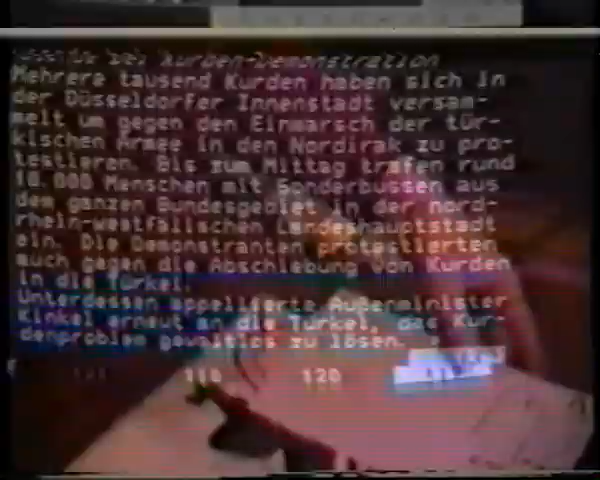 bei Kurden-Demonstration
Mehrere tausend Kurden haben sich in
der Düsseldorfer Innenstadt versam-
melt um gegen den Einmarsch der tür-
kischen Armee in den Nordirak zu pro-
testieren. Bis zum Mittag trafen rund
10.000 Menschen mit Sonderbussen aus
dem ganzen Bundesgebiet in der nord-
rhein-westfälischen Landeshauptstadt
ein. Die Demonstranten protestierten
auch gegen die Abschiebung von Kurden
in die Türkei.
Unterdessen appellierte Außenminister
Kinkel erneut an die Türkei, das Kur-
denproblem gewaltlos zu lösen.
110 120